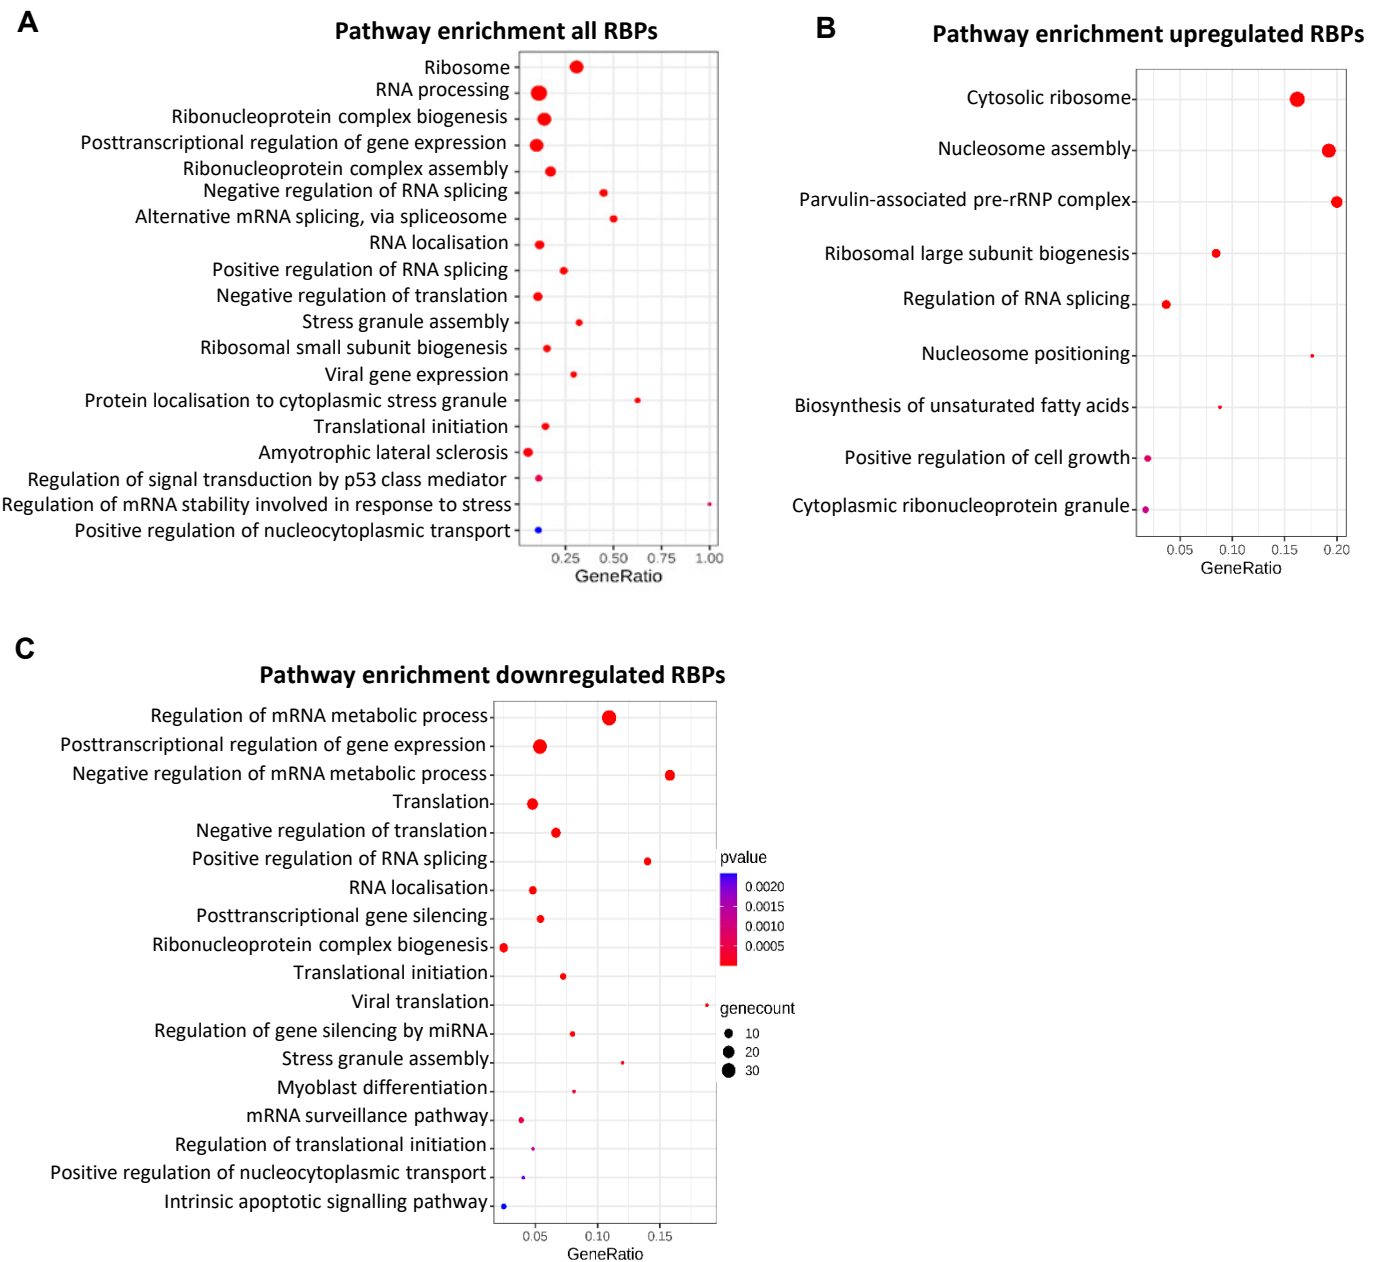 A
Pathway enrichment all RBPs
Ribosome
RNA processing
Ribonucleoprotein complex biogenesis
Posttranscriptional regulation of gene expression
Ribonucleoprotein complex assembly
Negative regulation of RNA splicing
Alternative mRNA splicing, via spliceosome
RNA localisation
Positive regulation of RNA splicing
Negative regulation of translation
Stress granule assembly
Ribosomal small subunit biogenesis
Viral gene expression
Protein localisation to cytoplasmic stress granule
Translational initiation
Amyotrophic lateral sclerosis
Regulation of signal transduction by p53 class mediator
Regulation of mRNA stability involved in response to stress
Positive regulation of nucleocytoplasmic transport
0.25 0.50 0.75 1.00
GeneRatio
B
Pathway enrichment upregulated RBPs
Cytosolic ribosome
Nucleosome assembly
Parvulin-associated pre-rRNP complex
Ribosomal large subunit biogenesis
Regulation of RNA splicing
Nucleosome positioning
Biosynthesis of unsaturated fatty acids
Positive regulation of cell growth
Cytoplasmic ribonucleoprotein granule
0.05 0.10 0.15 0.20
GeneRatio
C
Pathway enrichment downregulated RBPs
Regulation of mRNA metabolic process
Posttranscriptional regulation of gene expression
Negative regulation of mRNA metabolic process
Translation
Negative regulation of translation
Positive regulation of RNA splicing
RNA localisation
Posttranscriptional gene silencing
Ribonucleoprotein complex biogenesis
Translational initiation
Viral translation
Regulation of gene silencing by miRNA
Stress granule assembly
Myoblast differentiation
mRNA surveillance pathway
Regulation of translational initiation
Positive regulation of nucleocytoplasmic transport
Intrinsic apoptotic signalling pathway
0.05 0.10 0.15
GeneRatio
pvalue
0.0020
0.0015
0.0010
0.0005
genecount
10
20
30